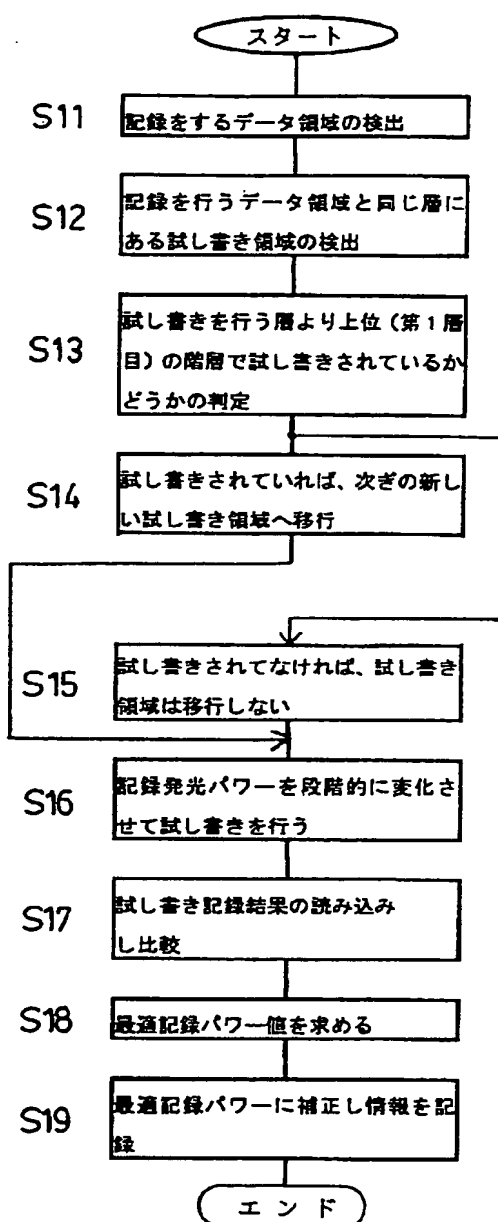 スタート
S11
記録をするデータ領域の検出
S12
記録を行うデータ領域と同じ層に
ある試し書き領域の検出
S13
試し書きを行う層より上位（第１層
目）の階層で試し書きされているか
どうかの判定
S14
試し書きされていれば、次ぎの新し
い試し書き領域へ移行
S15
試し書きされてなければ、試し書き
領域は移行しない
S16
記録発光パワーを段階的に変化さ
せて試し書きを行う
S17
試し書き記録結果の読み込み
し比較
S18
最適記録パワー値を求める
S19
最適記録パワーに補正し情報を記
録
エンド